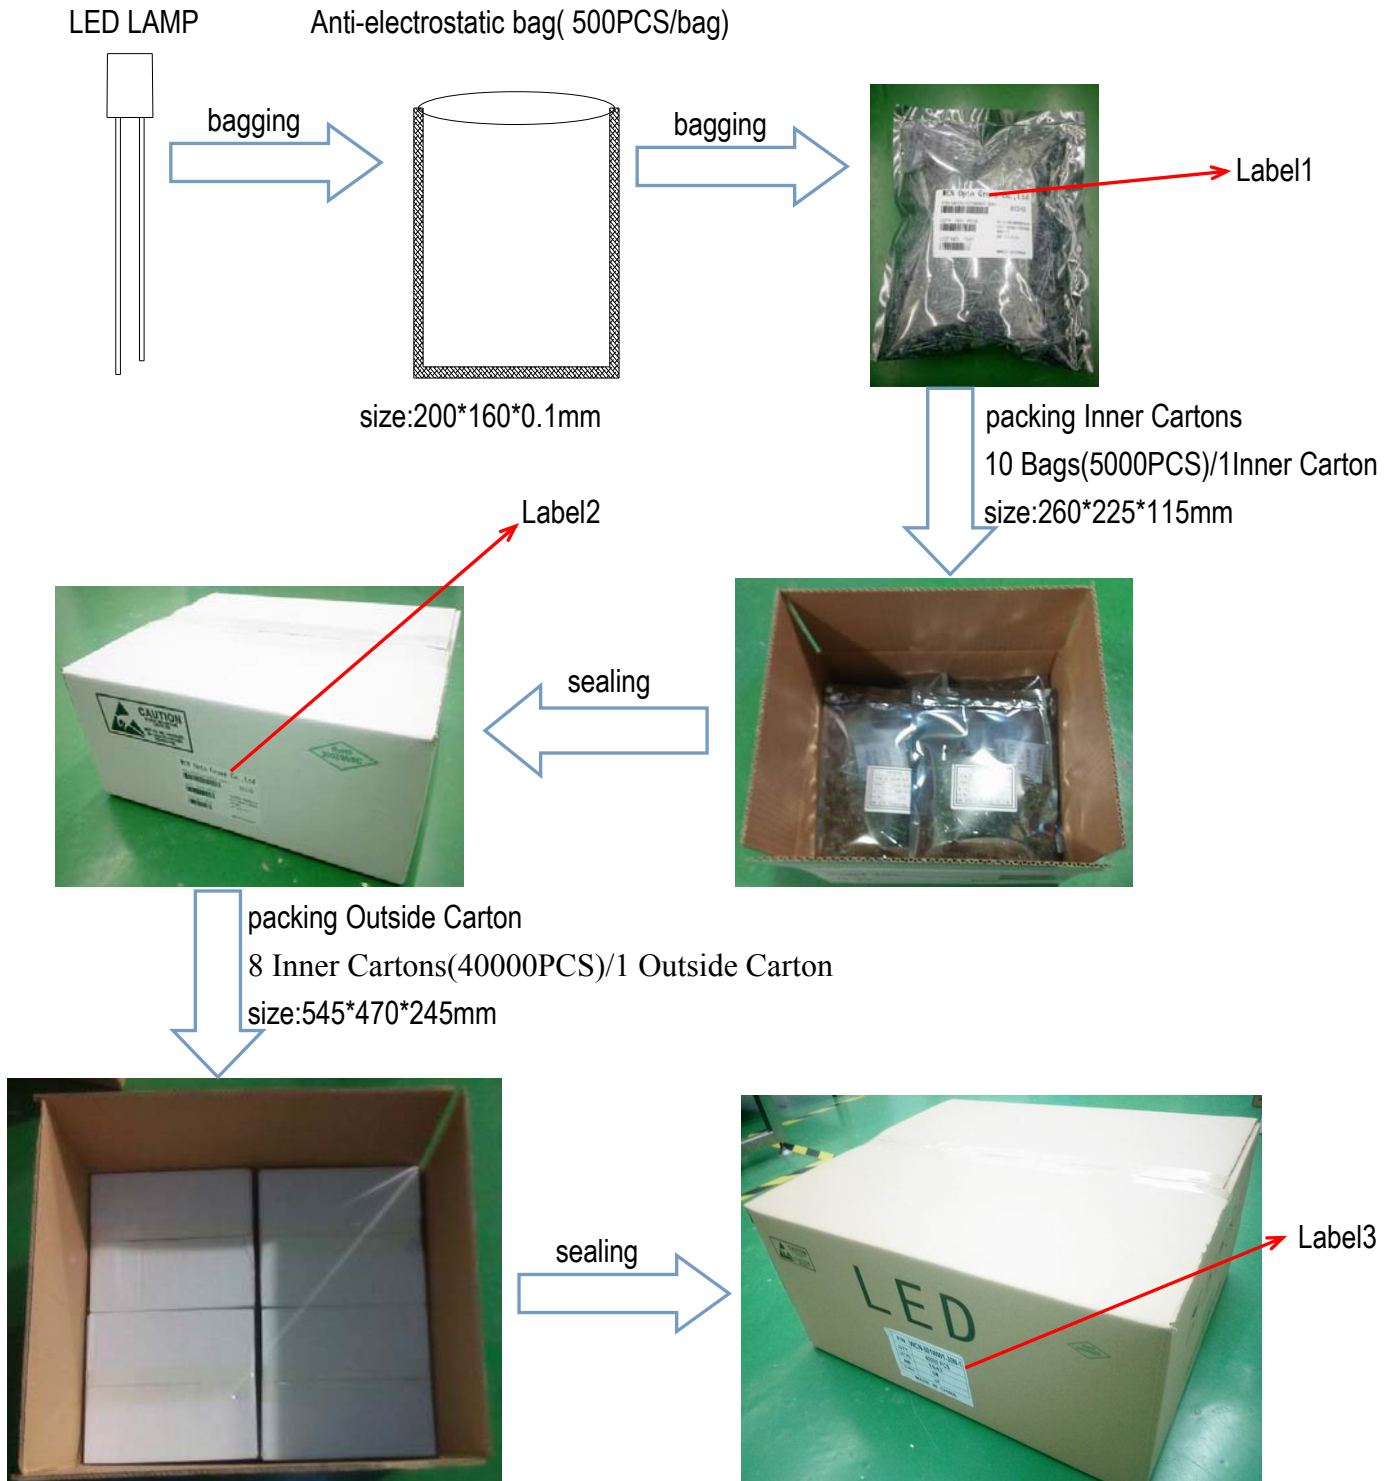 LED LAMP
Anti-electrostatic bag( 500PCS/bag)
bagging
bagging
Label1
size:200*160*0.1mm
packing Inner Cartons
10 Bags(5000PCS)/1Inner Carton
size:260*225*115mm
Label2
sealing
CAUTION
packing Outside Carton
8 Inner Cartons(40000PCS)/1 Outside Carton
size:545*470*245mm
sealing
Label3
LED
40000 PCS